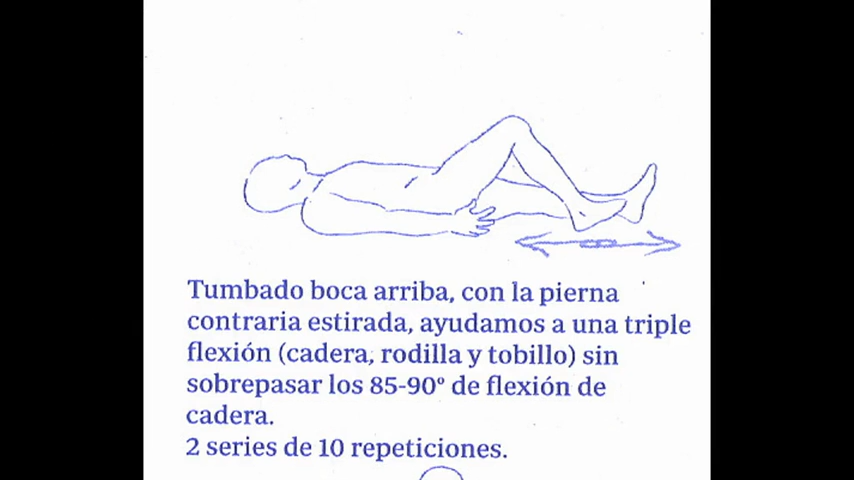 Tumbado boca arriba, con la pierna
contraria estirada, ayudamos a una triple
flexión (cadera, rodilla y tobillo) sin
sobrepasar los 85-90º de flexión de
cadera.
2 series de 10 repeticiones.